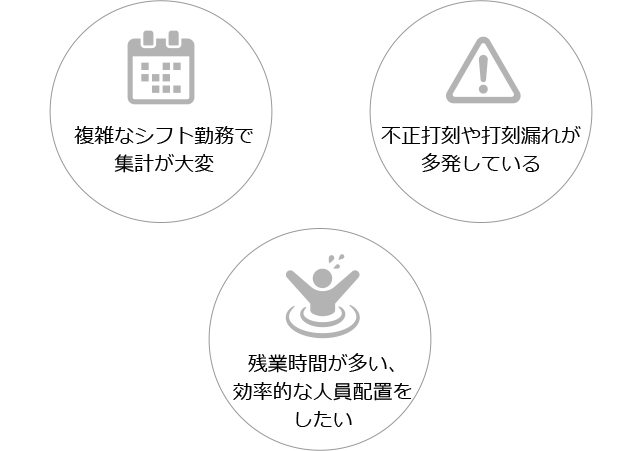 複雑なシフト勤務で
集計が大変
不正打刻や打刻漏れが
多発している
残業時間が多い、
効率的な人員配置を
したい